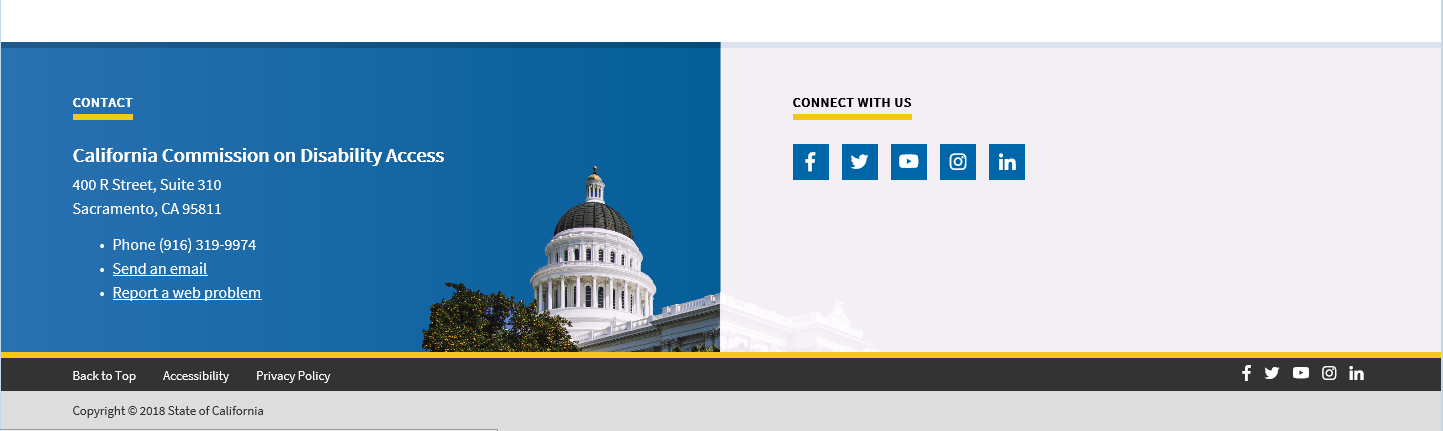 CONTACT
California Commission on Disability Access
400 R Street, Suite 310
Sacramento, CA 95811
• Phone (916) 319-9974
• Send an email
• Report a web problem
CONNECT WITH US
Back to Top Accessibility Privacy Policy
Copyright © 2018 State of California